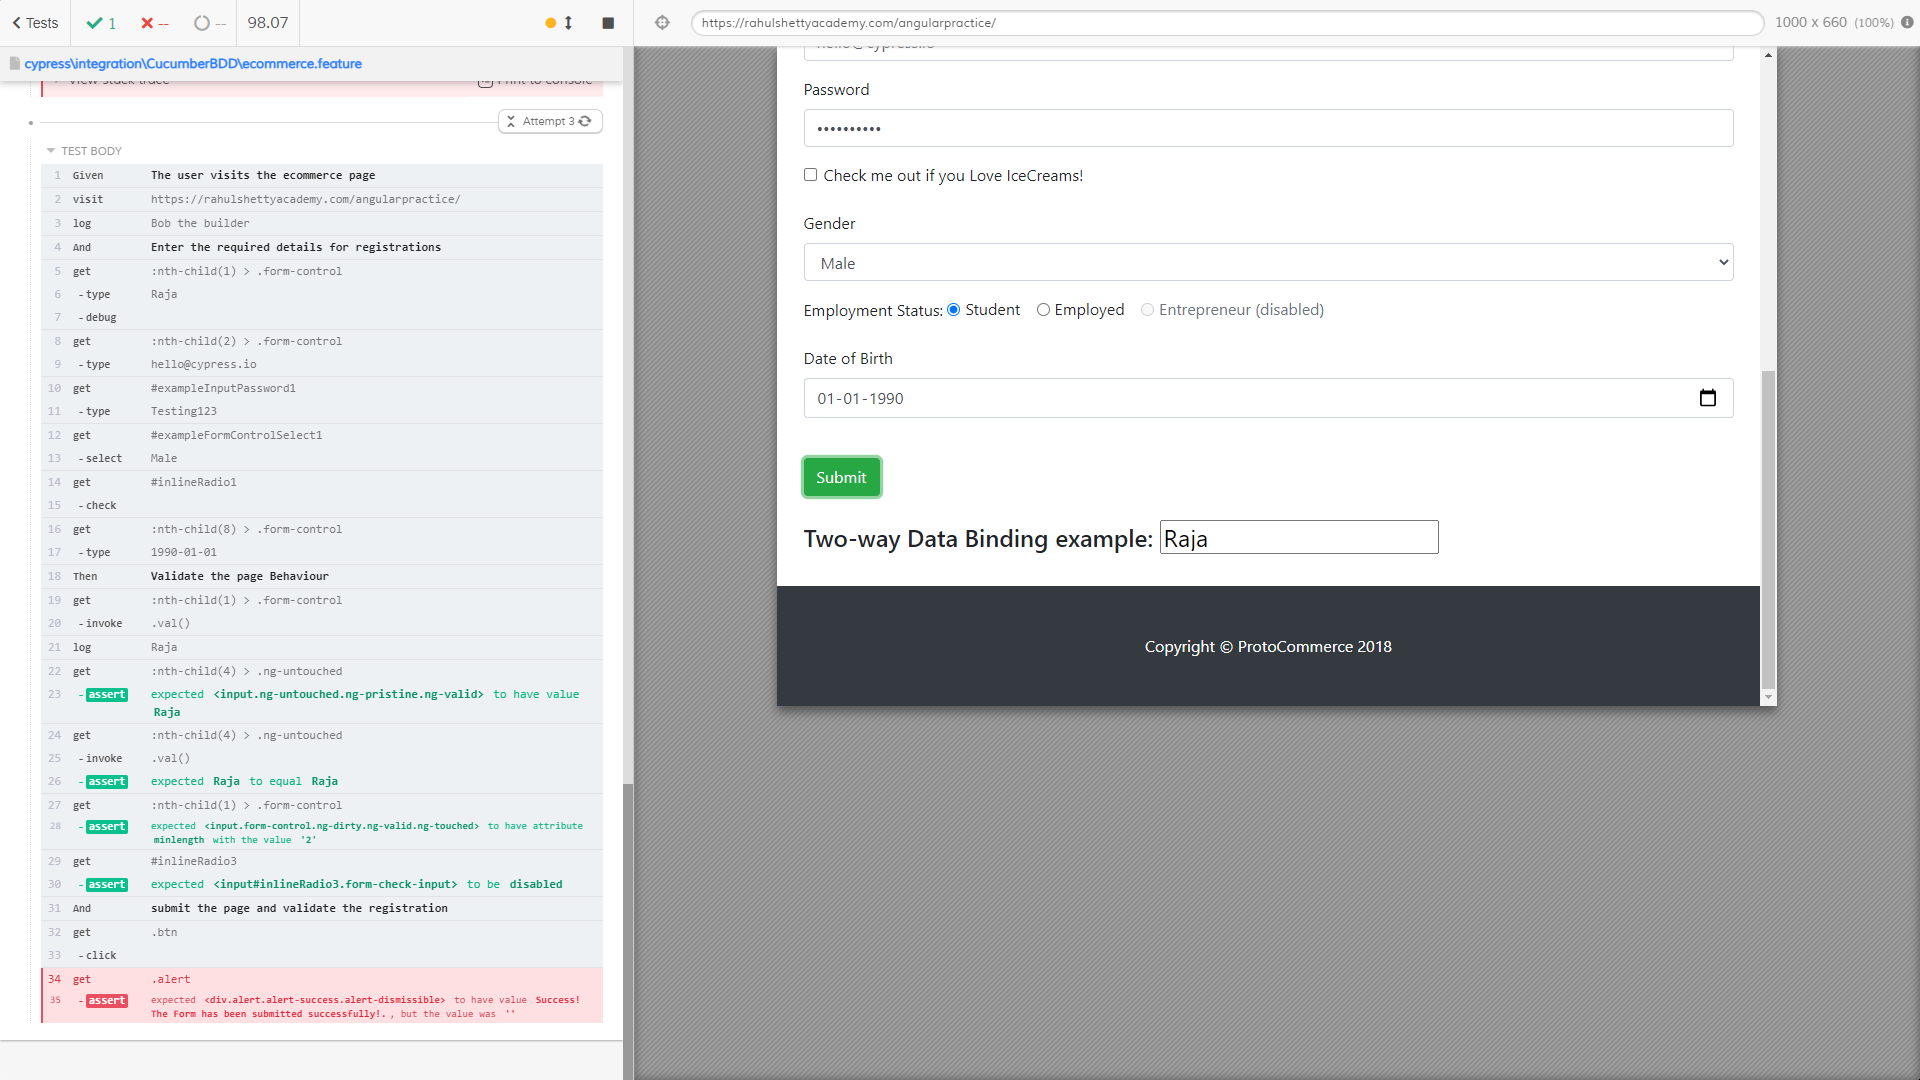 Tests
1
--
--
98.07
https://rahulshettyacademy.com/angularpractice/
1000 x 660 (100%)
cypress\integration\CucumberBDD\ecommerce.feature
View stack trace
Print to console
Attempt 3
TEST BODY
1 Given The user visits the ecommerce page
2 visit https://rahulshettyacademy.com/angularpractice/
3 log Bob the builder
4 And Enter the required details for registrations
5 get :nth-child(1) > .form-control
6 -type Raja
7 -debug
8 get :nth-child(2) > .form-control
9 -type hello@cypress.io
10 get #exampleInputPassword1
11 -type Testing123
12 get #exampleFormControlSelect1
13 -select Male
14 get #inlineRadio1
15 -check
16 get :nth-child(8) > .form-control
17 -type 1990-01-01
18 Then Validate the page Behaviour
19 get :nth-child(1) > .form-control
20 -invoke .val()
21 log Raja
22 get :nth-child(4) > .ng-untouched
23 -assert expected <input.ng-untouched.ng-pristine.ng-valid> to have value
Raja
24 get :nth-child(4) > .ng-untouched
25 -invoke .val()
26 -assert expected Raja to equal Raja
27 get :nth-child(1) > .form-control
28 -assert expected <input.form-control.ng-dirty.ng-valid.ng-touched> to have attribute
minlength with the value '2'
29 get #inlineRadio3
30 -assert expected <input#inlineRadio3.form-check-input> to be disabled
31 And submit the page and validate the registration
32 get .btn
33 -click
34 get .alert
35 -assert expected <div.alert.alert-success.alert-dismissible> to have value Success!
The Form has been submitted successfully!. , but the value was ''
hello@cypress.io
Password
••••••••••
Check me out if you Love IceCreams!
Gender
Male
Employment Status: Student Employed Entrepreneur (disabled)
Date of Birth
01-01-1990
Submit
Two-way Data Binding example: Raja
Copyright © ProtoCommerce 2018